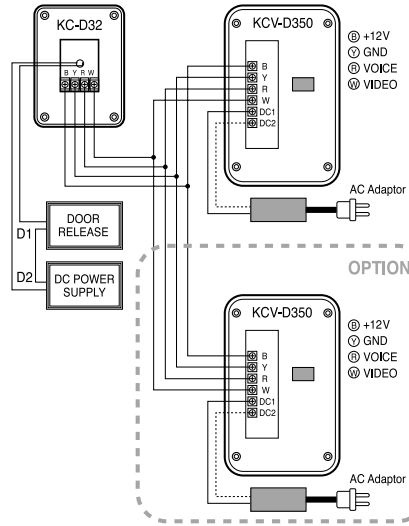 KC-D32
B Y R W
D1
DOOR
RELEASE
D2
DC POWER
SUPPLY
KCV-D350
B
Y
R
W
DC1
DC2
Ⓑ +12V
Ⓨ GND
Ⓡ VOICE
Ⓦ VIDEO
AC Adaptor
OPTION
KCV-D350
B
Y
R
W
DC1
DC2
Ⓑ +12V
Ⓨ GND
Ⓡ VOICE
Ⓦ VIDEO
AC Adaptor